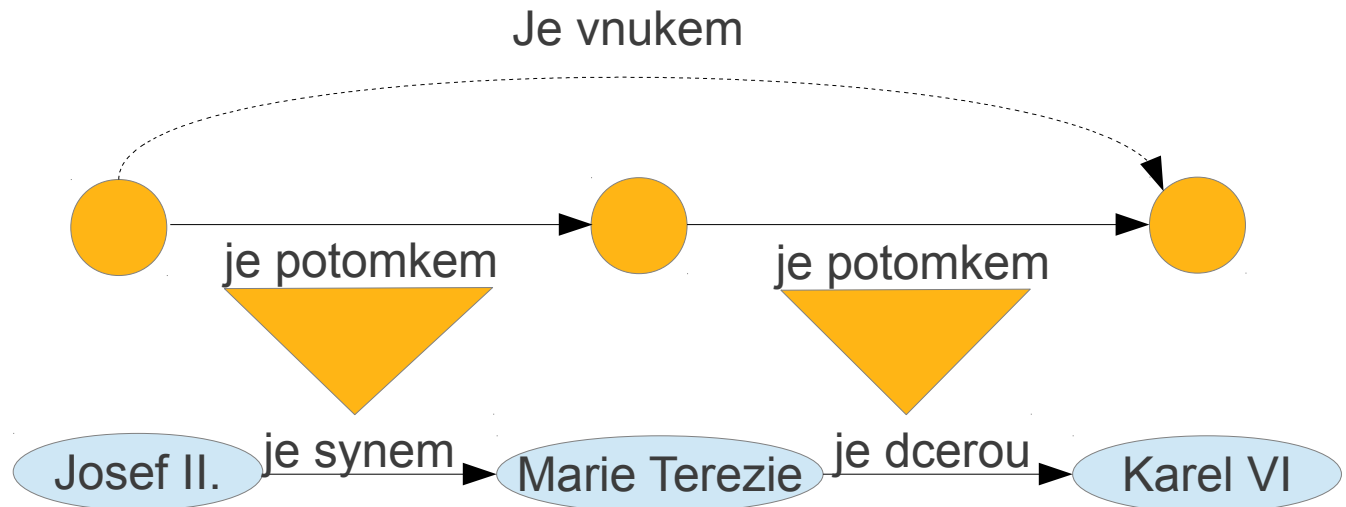 Je vnukem
je potomkem
je potomkem
je synem
je dcerou
Josef II.
Marie Terezie
Karel VI